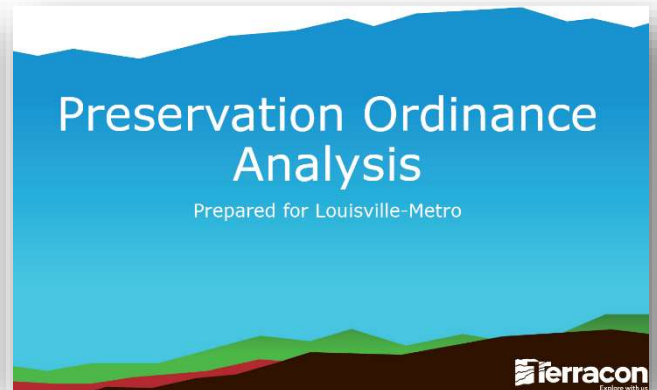 Preservation Ordinance
Analysis
Prepared for Louisville-Metro
Terracon
Explore with us